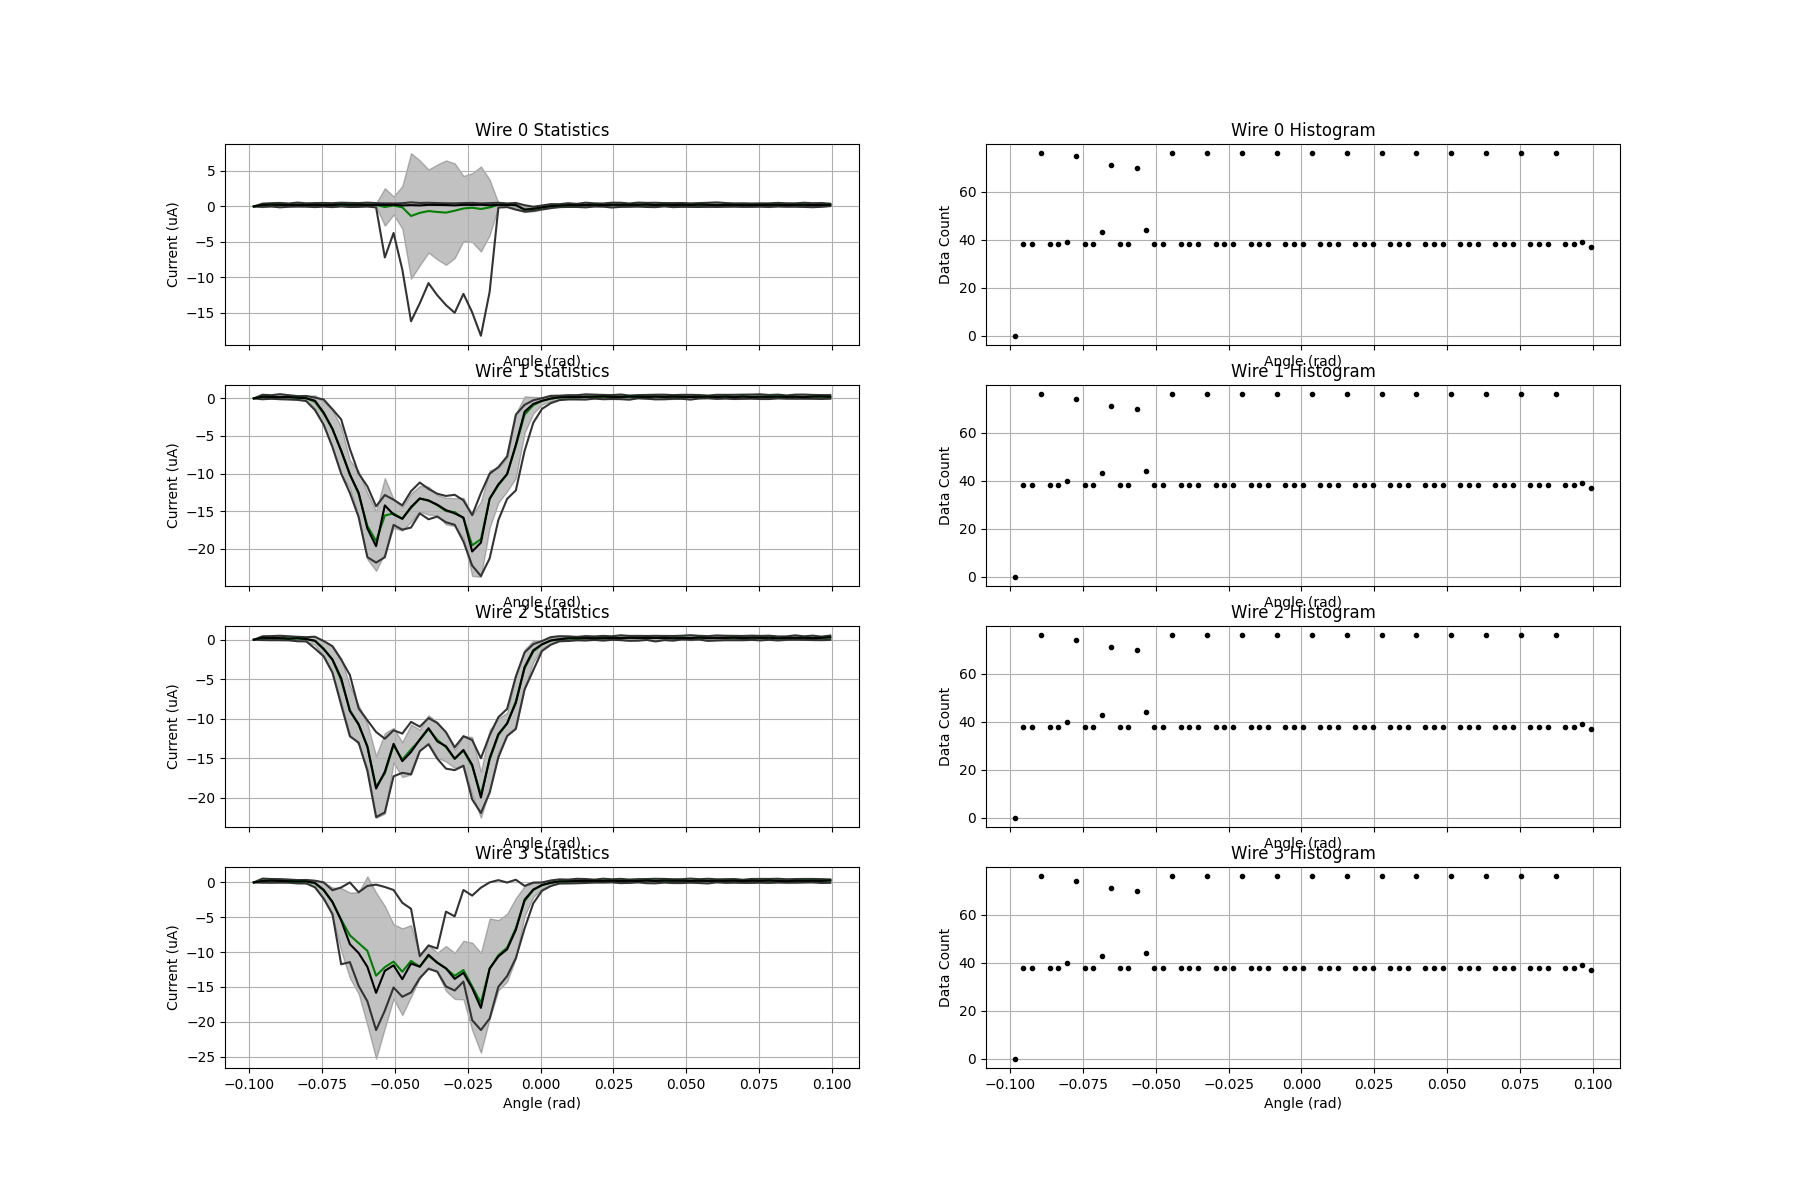 Wire 0 Statistics
Current (uA)
5
0
−5
−10
−15
Angle (rad)
Wire 0 Histogram
Data Count
60
40
20
0
Angle (rad)
Wire 1 Statistics
Current (uA)
0
−5
−10
−15
−20
Angle (rad)
Wire 1 Histogram
Data Count
60
40
20
0
Angle (rad)
Wire 2 Statistics
Current (uA)
0
−5
−10
−15
−20
Angle (rad)
Wire 2 Histogram
Data Count
60
40
20
0
Angle (rad)
Wire 3 Statistics
Current (uA)
0
−5
−10
−15
−20
−25
−0.100 −0.075 −0.050 −0.025 0.000 0.025 0.050 0.075 0.100
Angle (rad)
Wire 3 Histogram
Data Count
60
40
20
0
−0.100 −0.075 −0.050 −0.025 0.000 0.025 0.050 0.075 0.100
Angle (rad)